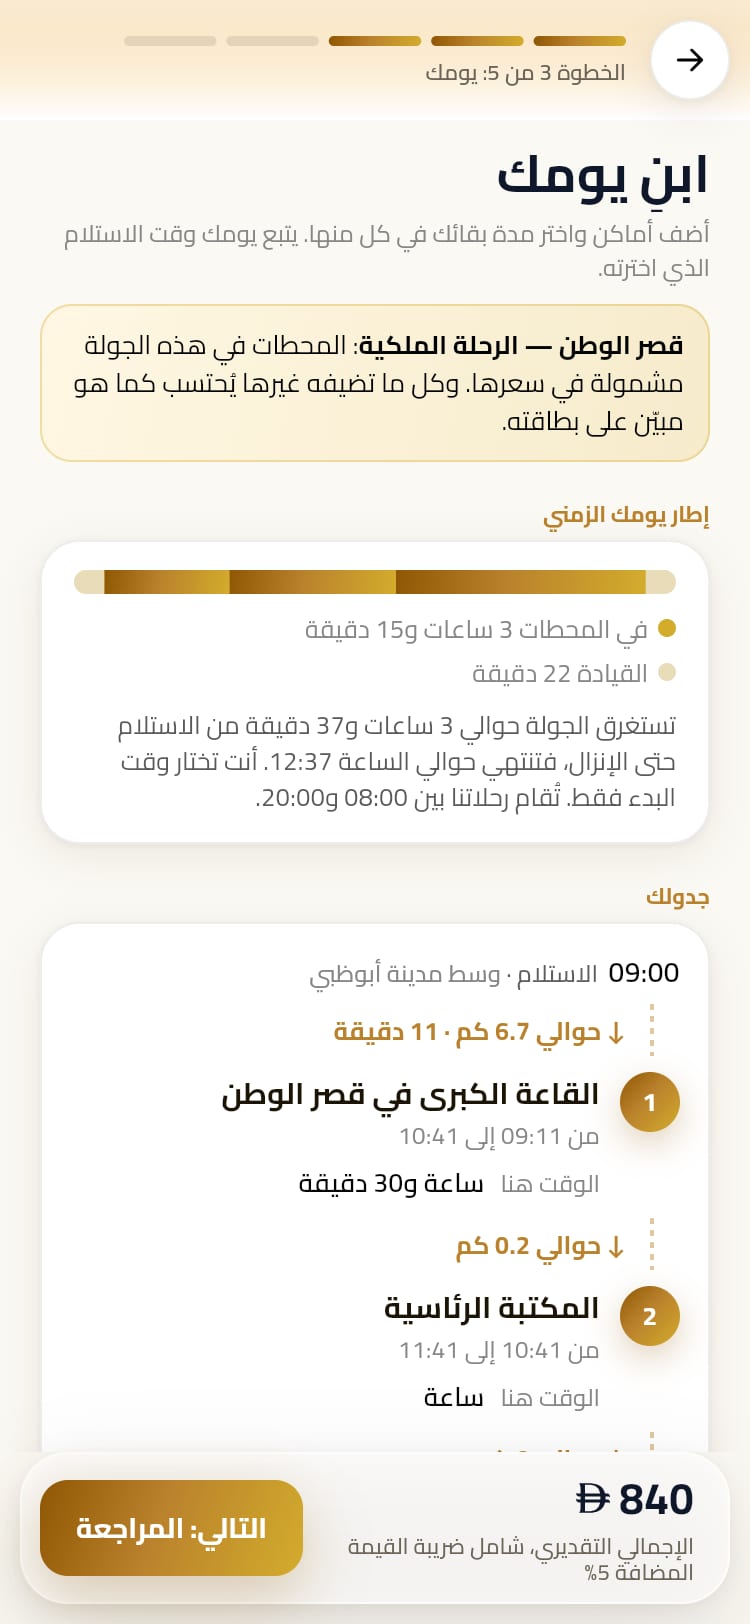 الخطوة 3 من 5: يومك
ابنِ يومك
أضف أماكن واختر مدة بقائك في كل منها. يتبع يومك وقت الاستلام
الذي اخترته.
قصر الوطن — الرحلة الملكية: المحطات في هذه الجولة
مشمولة في سعرها. وكل ما تضيفه غيرها يُحتسب كما هو
مبيّن على بطاقته.
إطار يومك الزمني
في المحطات 3 ساعات و15 دقيقة
القيادة 22 دقيقة
تستغرق الجولة حوالي 3 ساعات و37 دقيقة من الاستلام
حتى الإنزال، فتنتهي حوالي الساعة 12:37. أنت تختار وقت
البدء فقط. تُقام رحلاتنا بين 08:00 و20:00.
جدولك
09:00 الاستلام · وسط مدينة أبوظبي
↓ حوالي 6.7 كم · 11 دقيقة
1 القاعة الكبرى في قصر الوطن
من 09:11 إلى 10:41
الوقت هنا ساعة و30 دقيقة
↓ حوالي 0.2 كم
2 المكتبة الرئاسية
من 10:41 إلى 11:41
الوقت هنا ساعة
840
الإجمالي التقديري، شامل ضريبة القيمة
المضافة 5%
التالي: المراجعة